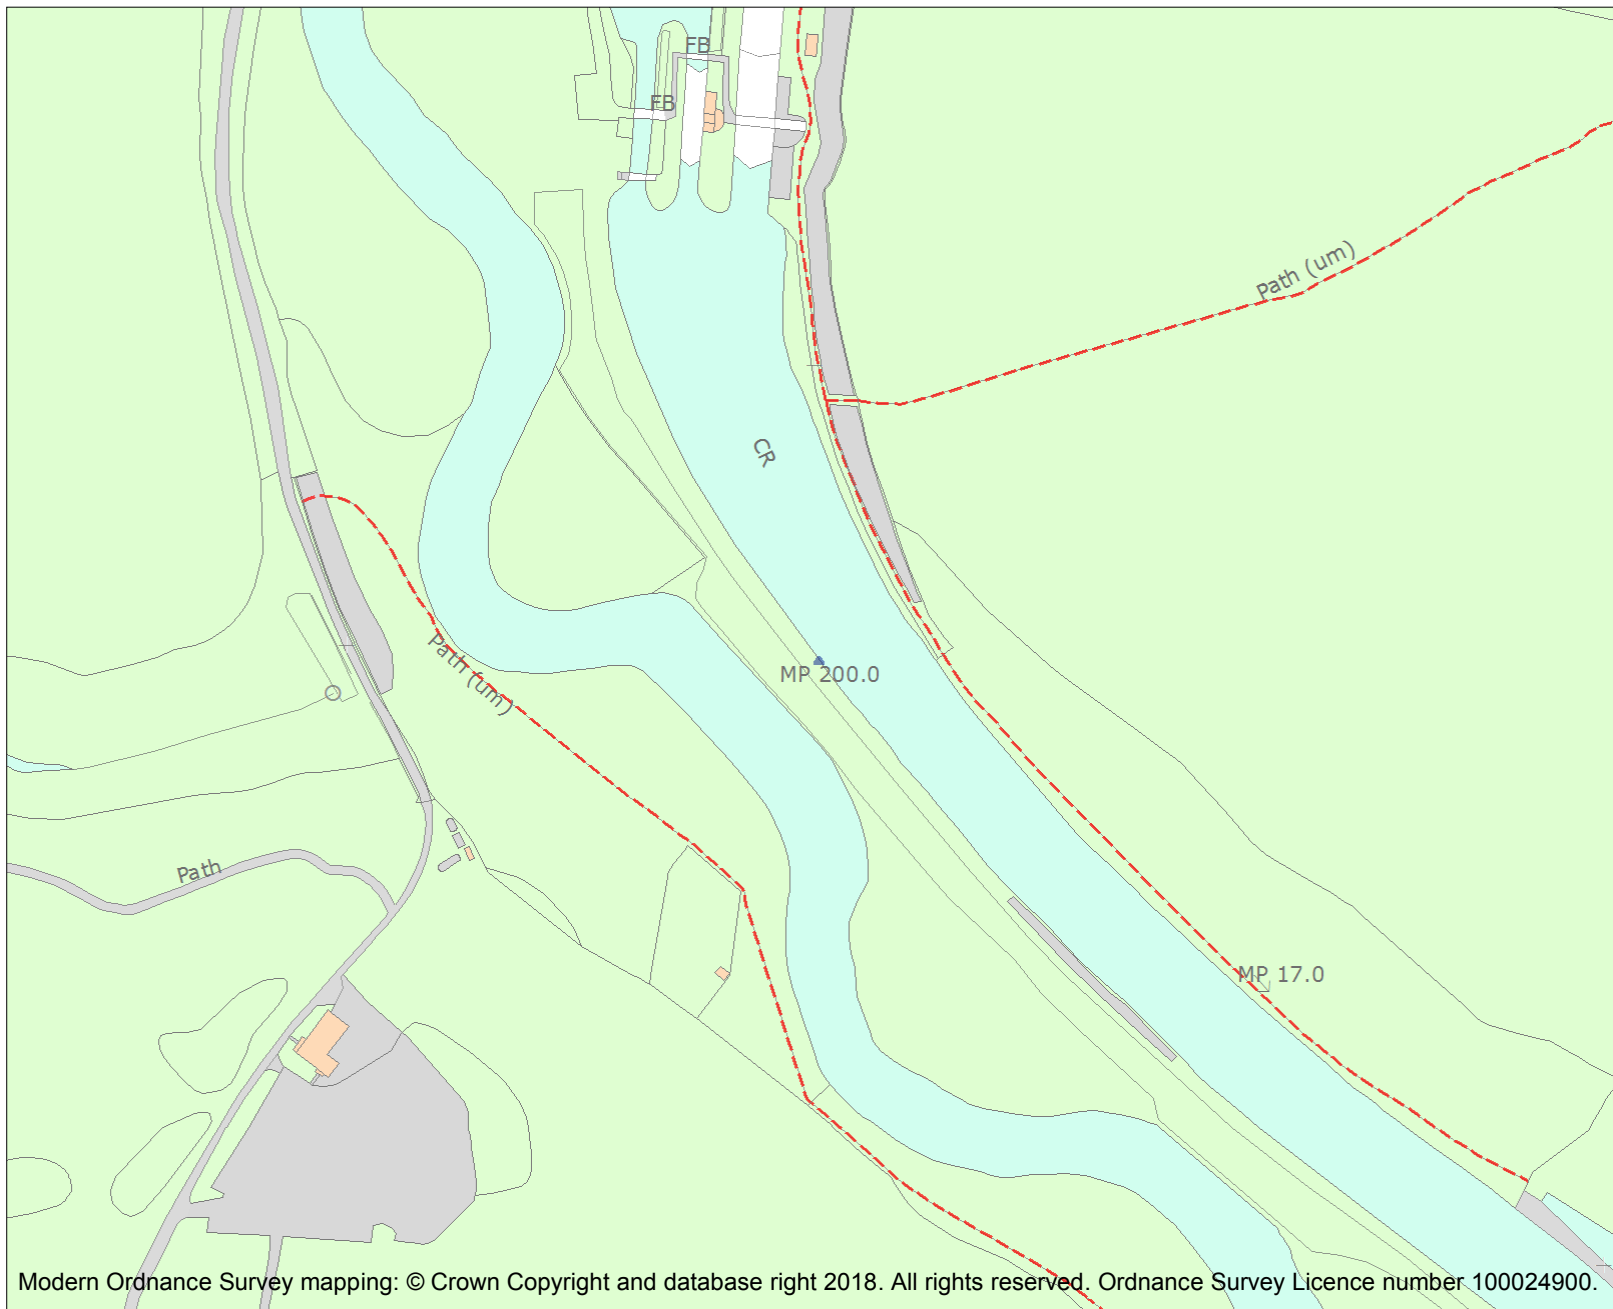 FB
FB
Path (um)
CR
Path (um)
MP 200.0
Path
MP 17.0
Modern Ordnance Survey mapping: © Crown Copyright and database right 2018. All rights reserved. Ordnance Survey Licence number 100024900.